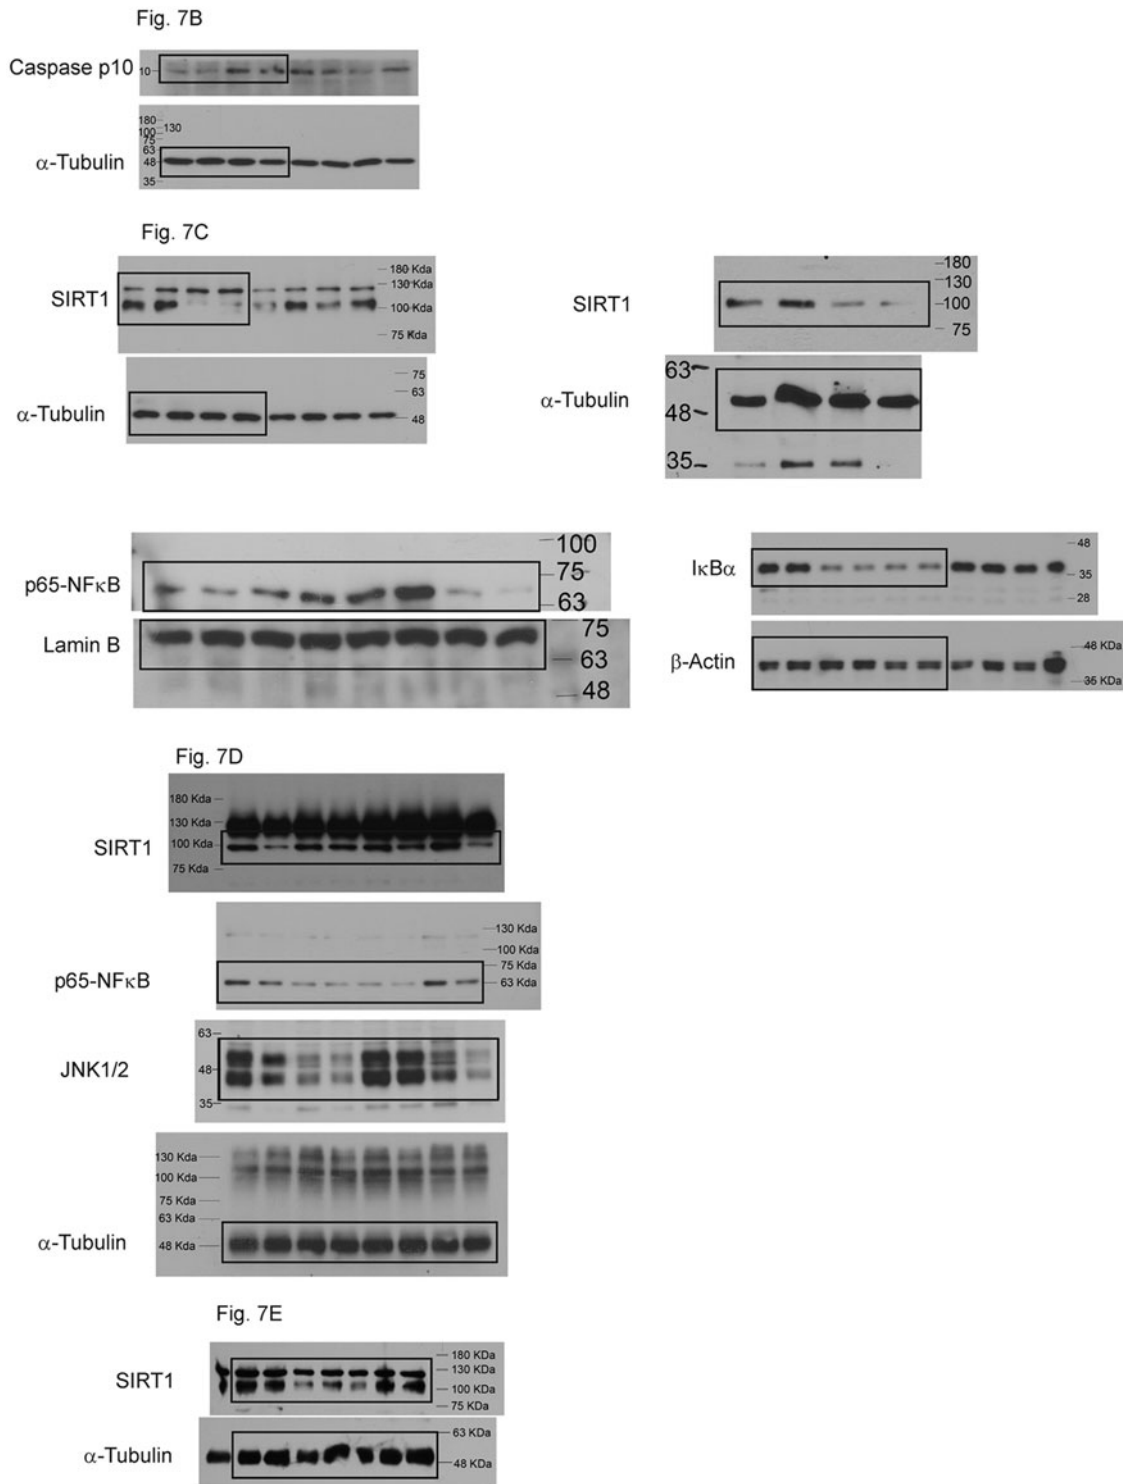 Fig. 7B
Caspase p10
10
α-Tubulin
180
130
100
75
63
48
35
Fig. 7C
SIRT1
180 Kda
130 Kda
100 Kda
75 Kda
SIRT1
180
130
100
75
α-Tubulin
75
63
48
α-Tubulin
63
48
35
p65-NFκB
100
75
63
IκBα
48
35
28
Lamin B
75
63
48
β-Actin
48 KDa
35 KDa
Fig. 7D
SIRT1
180 Kda
130 Kda
100 Kda
75 Kda
p65-NFκB
130 Kda
100 Kda
75 Kda
63 Kda
JNK1/2
63
48
35
α-Tubulin
130 Kda
100 Kda
75 Kda
63 Kda
48 Kda
Fig. 7E
SIRT1
180 KDa
130 KDa
100 KDa
75 KDa
α-Tubulin
63 KDa
48 KDa